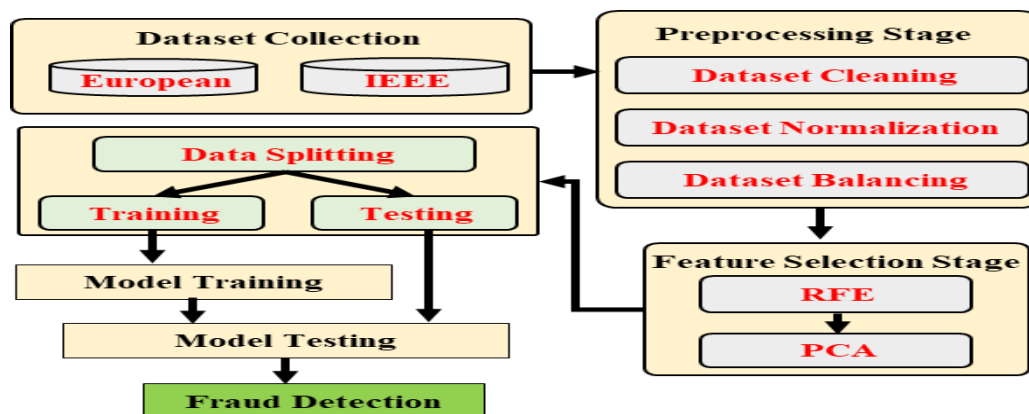 Dataset Collection
European
IEEE
Preprocessing Stage
Dataset Cleaning
Dataset Normalization
Dataset Balancing
Feature Selection Stage
RFE
PCA
Data Splitting
Training
Testing
Model Training
Model Testing
Fraud Detection